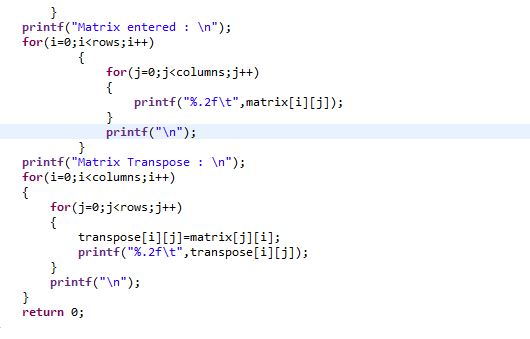 }
printf("Matrix entered : \n");
for(i=0;i<rows;i++)
        {
            for(j=0;j<columns;j++)
            {
                printf("%.2f\t",matrix[i][j]);
            }
            printf("\n");
        }
printf("Matrix Transpose : \n");
for(i=0;i<columns;i++)
{
    for(j=0;j<rows;j++)
    {
        transpose[i][j]=matrix[j][i];
        printf("%.2f\t",transpose[i][j]);
    }
    printf("\n");
}
return 0;